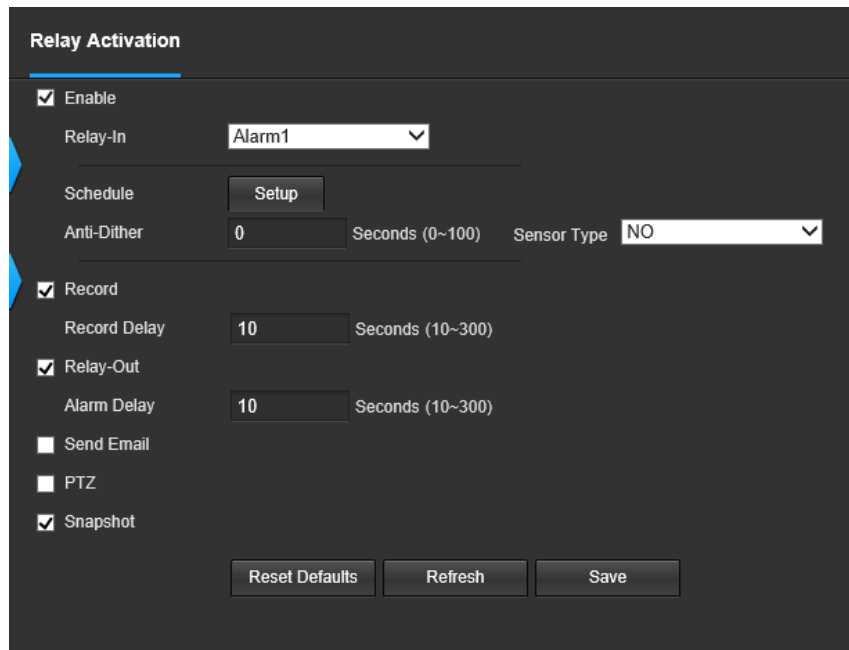 Relay Activation
Enable
Relay-In Alarm1
Schedule Setup
Anti-Dither 0 Seconds (0~100) Sensor Type NO
Record
Record Delay 10 Seconds (10~300)
Relay-Out
Alarm Delay 10 Seconds (10~300)
Send Email
PTZ
Snapshot
Reset Defaults Refresh Save